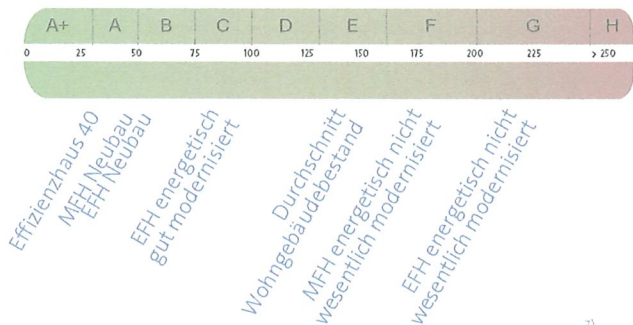 A+ A B C D E F G H
0 25 50 75 100 125 150 175 200 225 > 250
Effizienzhaus 40
MFH Neubau
EFH Neubau
EFH energetisch
gut modernisiert
Durchschnitt
Wohngebäudebestand
MFH energetisch nicht
wesentlich modernisiert
EFH energetisch nicht
wesentlich modernisiert
7)